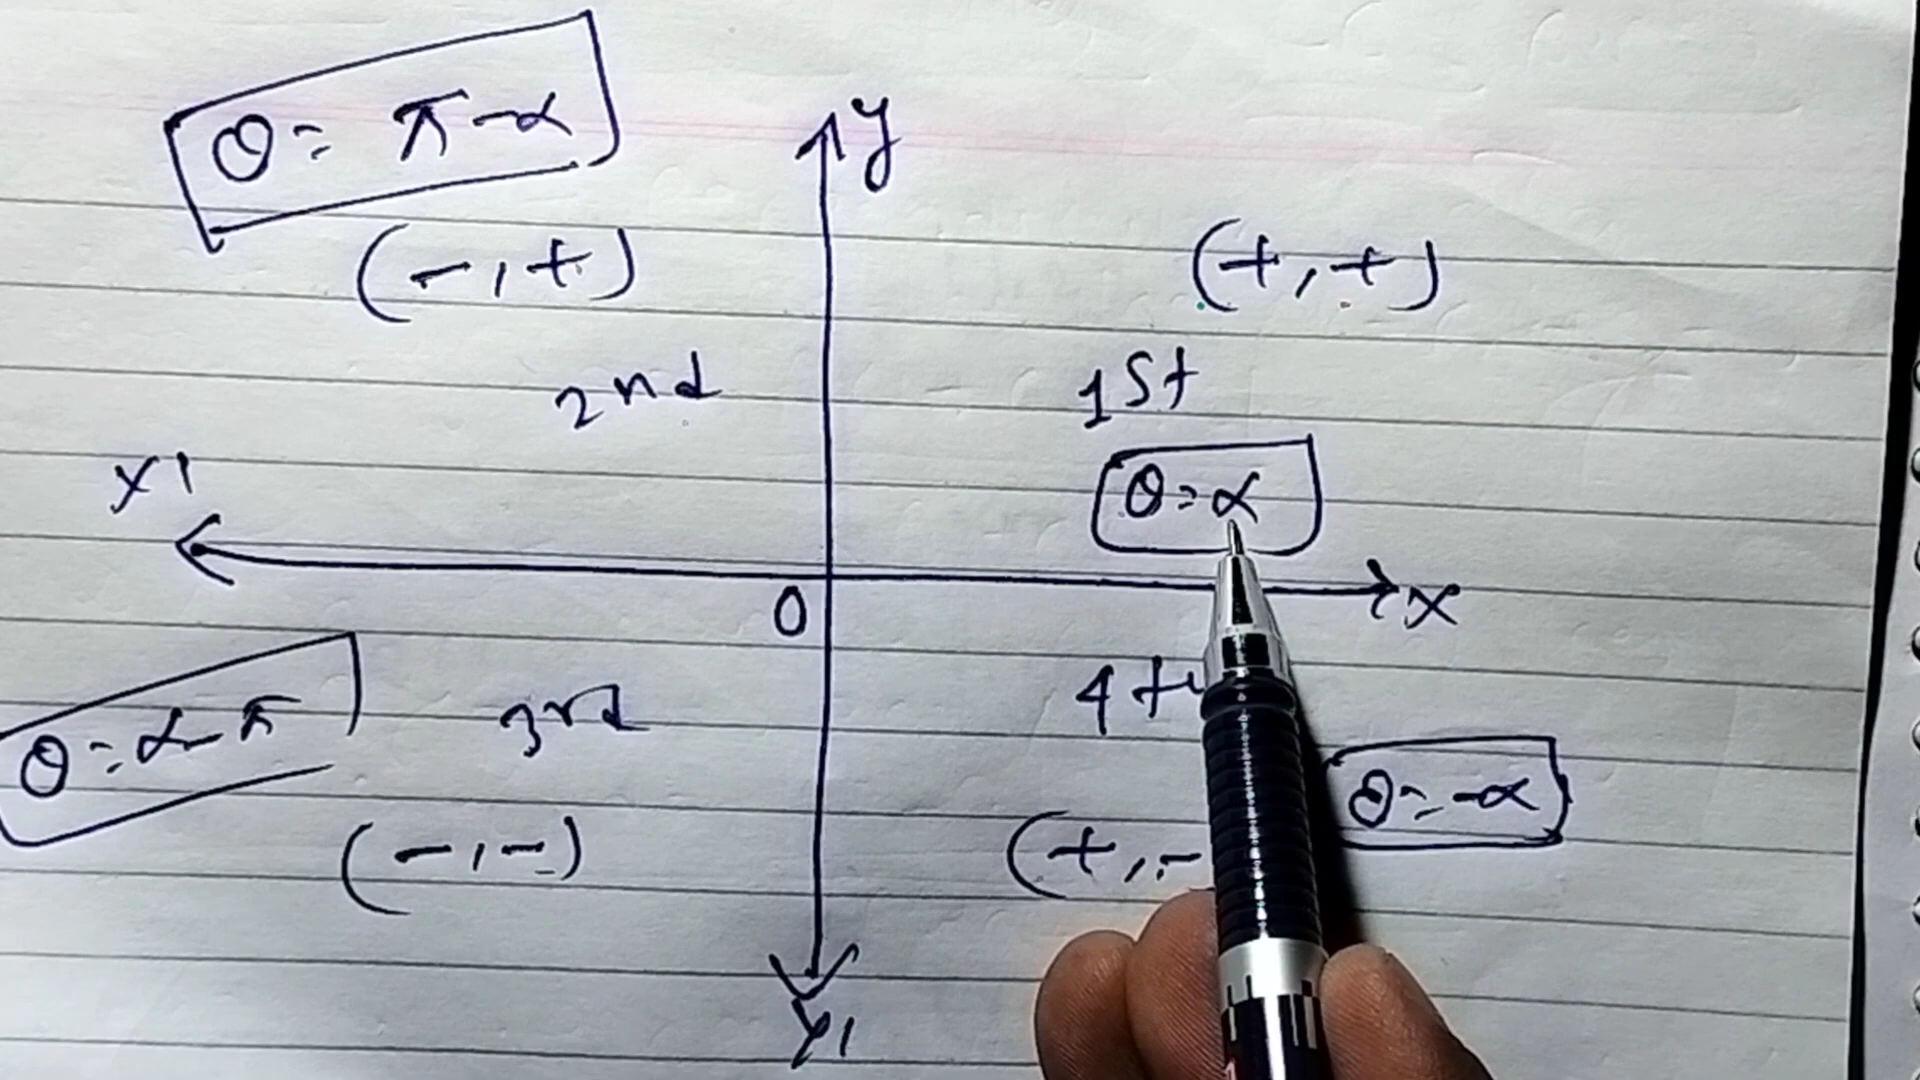 θ = π - α
y
(-, +)
(+, +)
2nd
1st
X'
θ = α
0
x
θ = α - π
3rd
4th
θ = -α
(-, -)
(+, -
y'